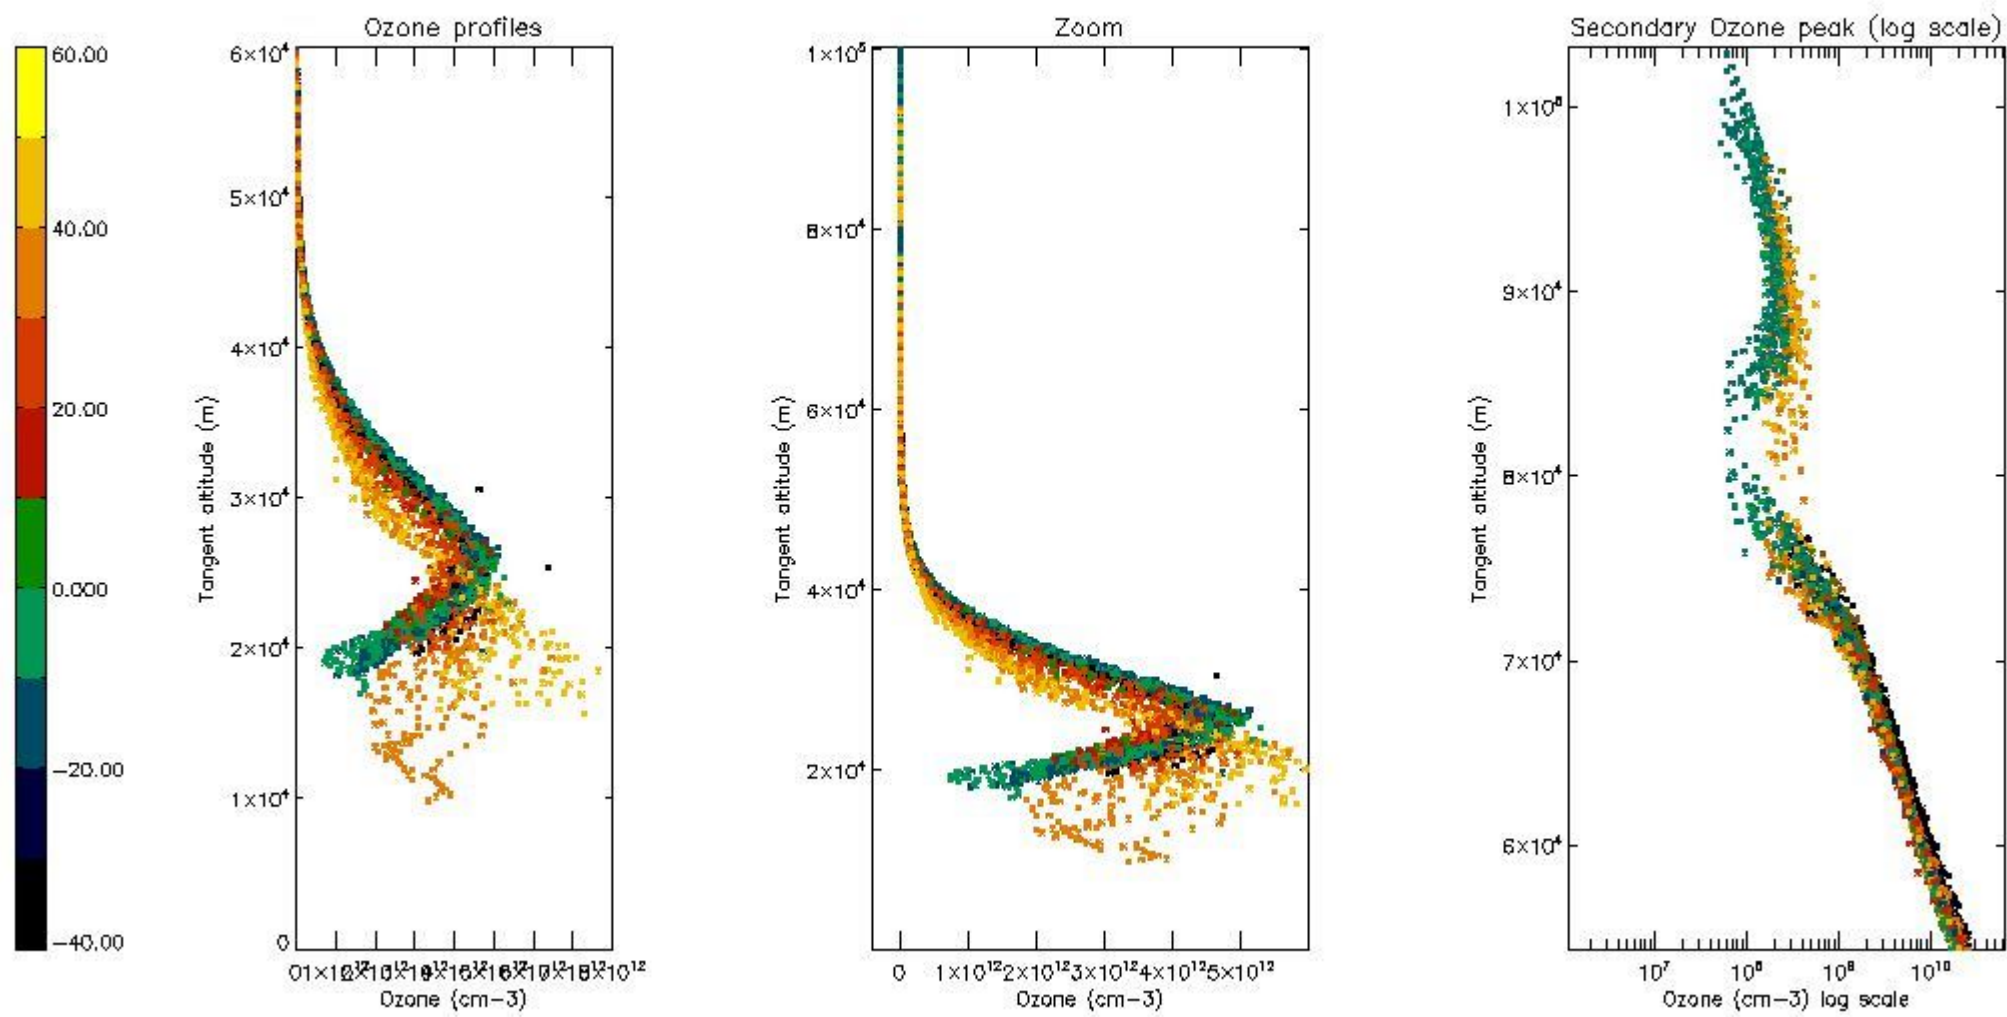 Ozone profiles
Zoom
Secondary Ozone peak (log scale)
60.00
40.00
20.00
0.000
-20.00
-40.00
6×10⁴
5×10⁴
4×10⁴
3×10⁴
2×10⁴
1×10⁴
0
Tangent altitude (m)
Ozone (cm-3)
1×10⁵
8×10⁴
6×10⁴
4×10⁴
2×10⁴
Tangent altitude (m)
0 1×10¹² 2×10¹² 3×10¹² 4×10¹² 5×10¹²
Ozone (cm-3)
9×10⁴
8×10⁴
7×10⁴
6×10⁴
Tangent altitude (m)
10⁷ 10⁸ 10⁹ 10¹⁰
Ozone (cm-3) log scale